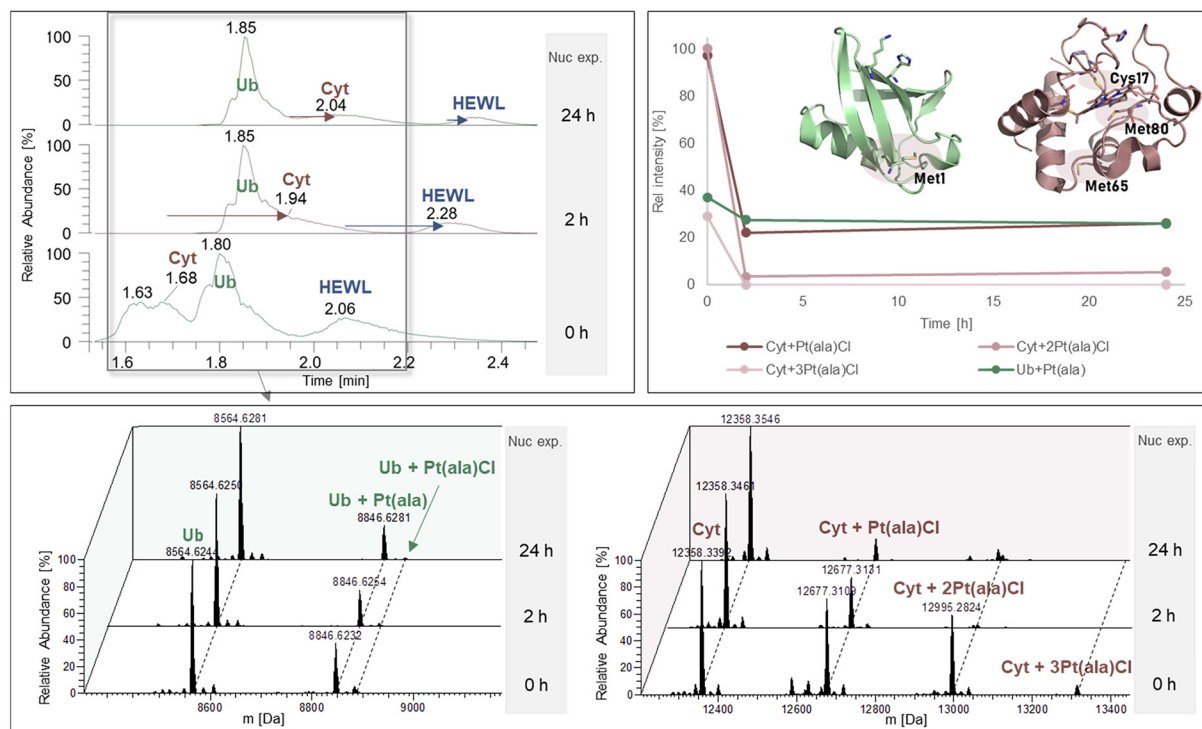 Nuc exp.
1.85
100
50
0
Ub
Cyt
2.04
HEWL
24 h
1.85
100
50
0
Ub
Cyt
1.94
HEWL
2.28
2 h
1.80
100
50
0
1.63
1.68
Cyt
Ub
HEWL
2.06
0 h
Relative Abundance [%]
1.6 1.8 2.0 2.2 2.4
Time [min]
100
80
60
40
20
0
Rel intensity [%]
0 5 10 15 20 25
Time [h]
Met1
Cys17
Met80
Met65
Cyt+Pt(ala)Cl
Cyt+2Pt(ala)Cl
Cyt+3Pt(ala)Cl
Ub+Pt(ala)
8564.6281
Nuc exp.
Ub + Pt(ala)Cl
8564.6250
Ub + Pt(ala)
8846.6281
Ub
8564.6244
24 h
8846.6254
2 h
8846.6232
0 h
100
80
60
40
20
0
Relative Abundance [%]
8600 8800 9000
m [Da]
12358.3546
Nuc exp.
12358.3461
Cyt
12358.3392
Cyt + Pt(ala)Cl
24 h
12677.3131
12677.3109
Cyt + 2Pt(ala)Cl
12995.2824
2 h
Cyt + 3Pt(ala)Cl
0 h
100
80
60
40
20
0
Relative Abundance [%]
12400 12600 12800 13000 13200 13400
m [Da]